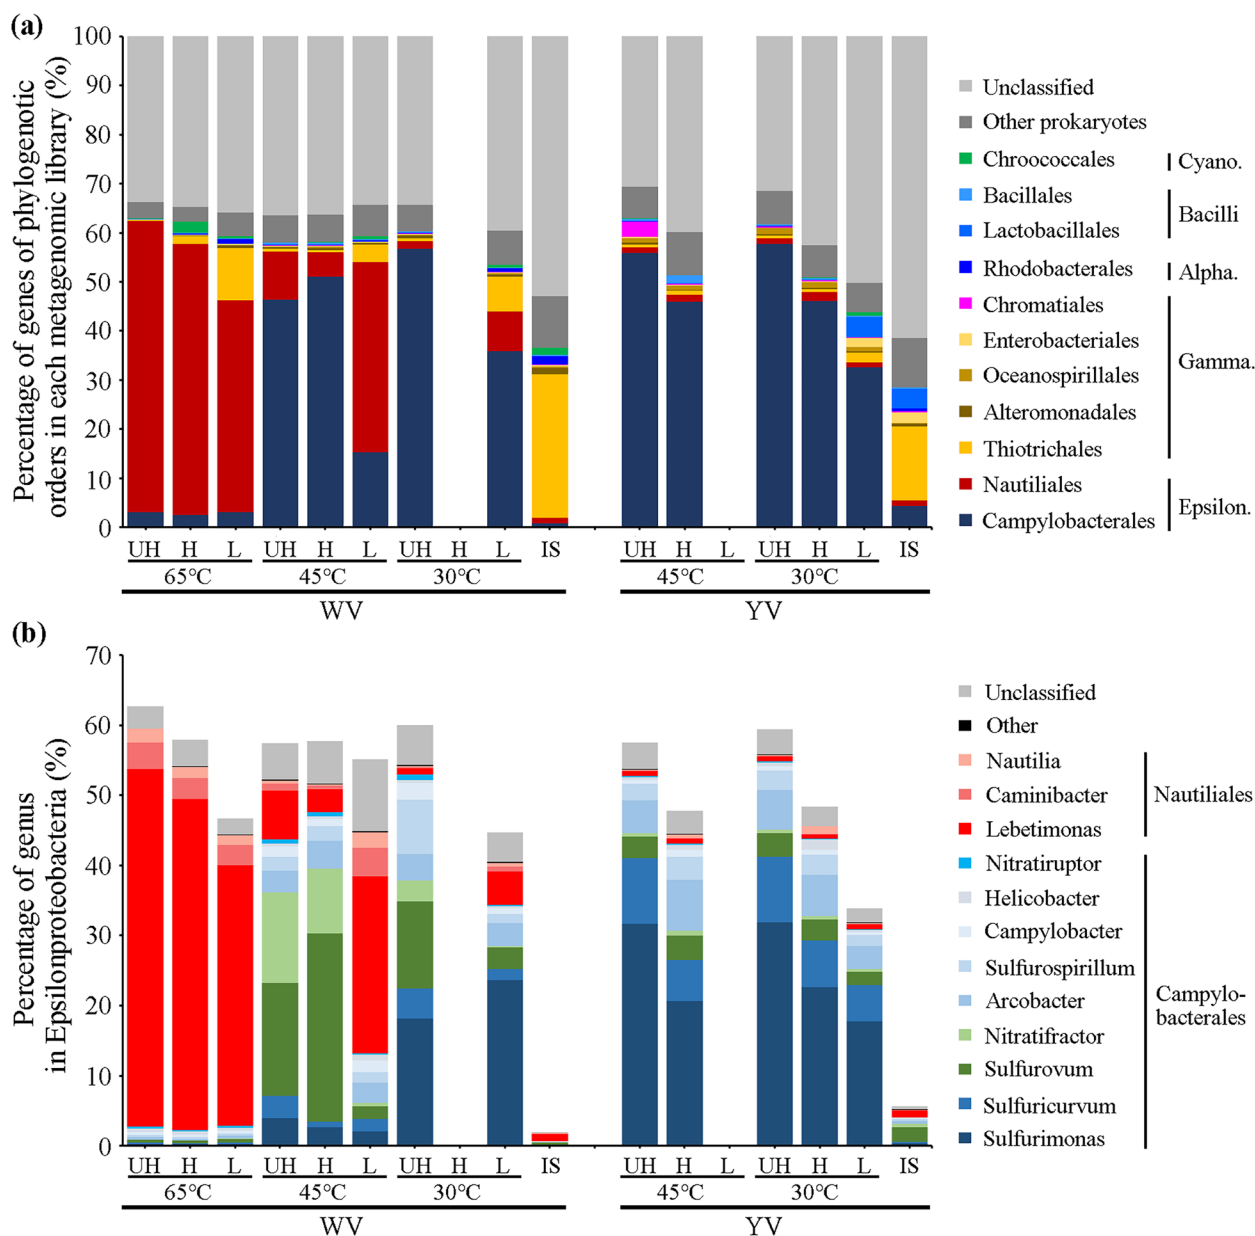 (a)
Percentage of genes of phylogenotic
orders in each metagenomic library (%)
100
90
80
70
60
50
40
30
20
10
0
UH H L UH H L UH H L IS UH H L UH H L IS
65℃ 45℃ 30℃ 45℃ 30℃
WV YV
Unclassified
Other prokaryotes
Chroococcales
Bacillales
Lactobacillales
Rhodobacterales
Chromatiales
Enterobacteriales
Oceanospirillales
Alteromonadales
Thiotrichales
Nautiliales
Campylobacterales
Cyano.
Bacilli
Alpha.
Gamma.
Epsilon.
(b)
Percentage of genus
in Epsilonproteobacteria (%)
70
60
50
40
30
20
10
0
UH H L UH H L UH H L IS UH H L UH H L IS
65℃ 45℃ 30℃ 45℃ 30℃
WV YV
Unclassified
Other
Nautilia
Caminibacter
Lebetimonas
Nitratiruptor
Helicobacter
Campylobacter
Sulfurospirillum
Arcobacter
Nitratifractor
Sulfurovum
Sulfuricurvum
Sulfurimonas
Nautiliales
Campylo-
bacterales